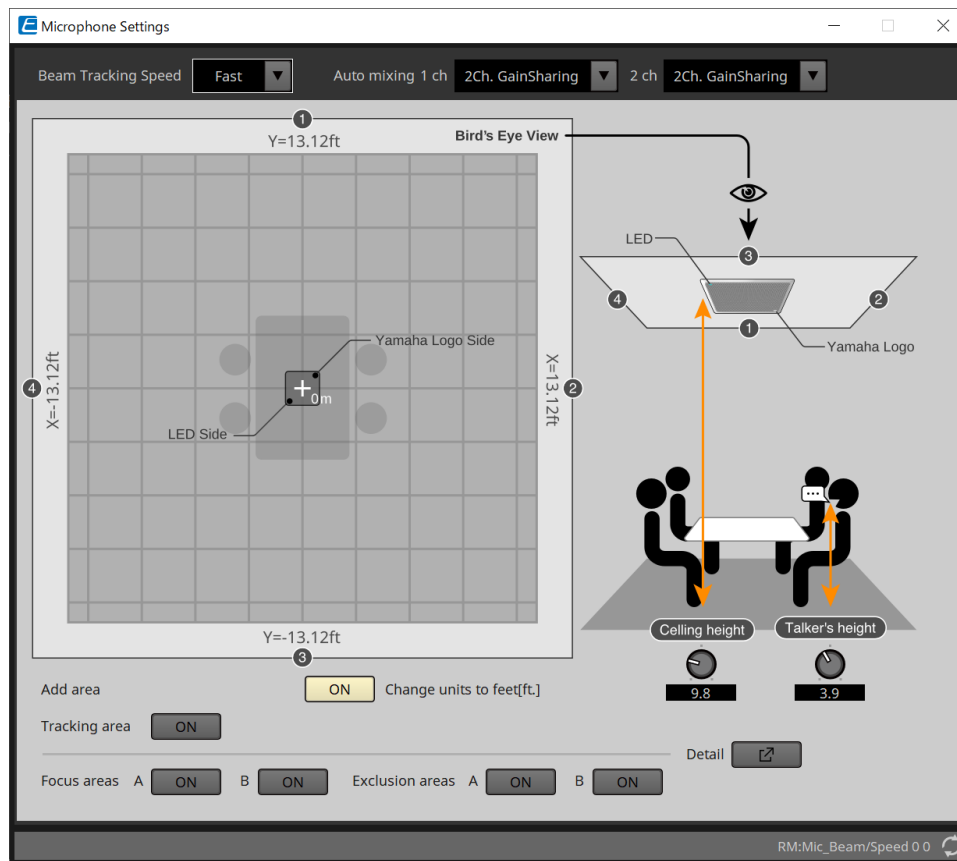 E Microphone Settings
Beam Tracking Speed Fast Auto mixing 1 ch 2Ch. GainSharing 2 ch 2Ch. GainSharing
1
Y=13.12ft
Bird's Eye View
LED
3
4
2
1
Yamaha Logo
Yamaha Logo Side
4
X=-13.12ft
0m
X=13.12ft
2
LED Side
...
Y=-13.12ft
3
Celling height Talker's height
9.8 3.9
Add area ON Change units to feet[ft.]
Tracking area ON
Detail
Focus areas A ON B ON Exclusion areas A ON B ON
RM:Mic_Beam/Speed 0 0